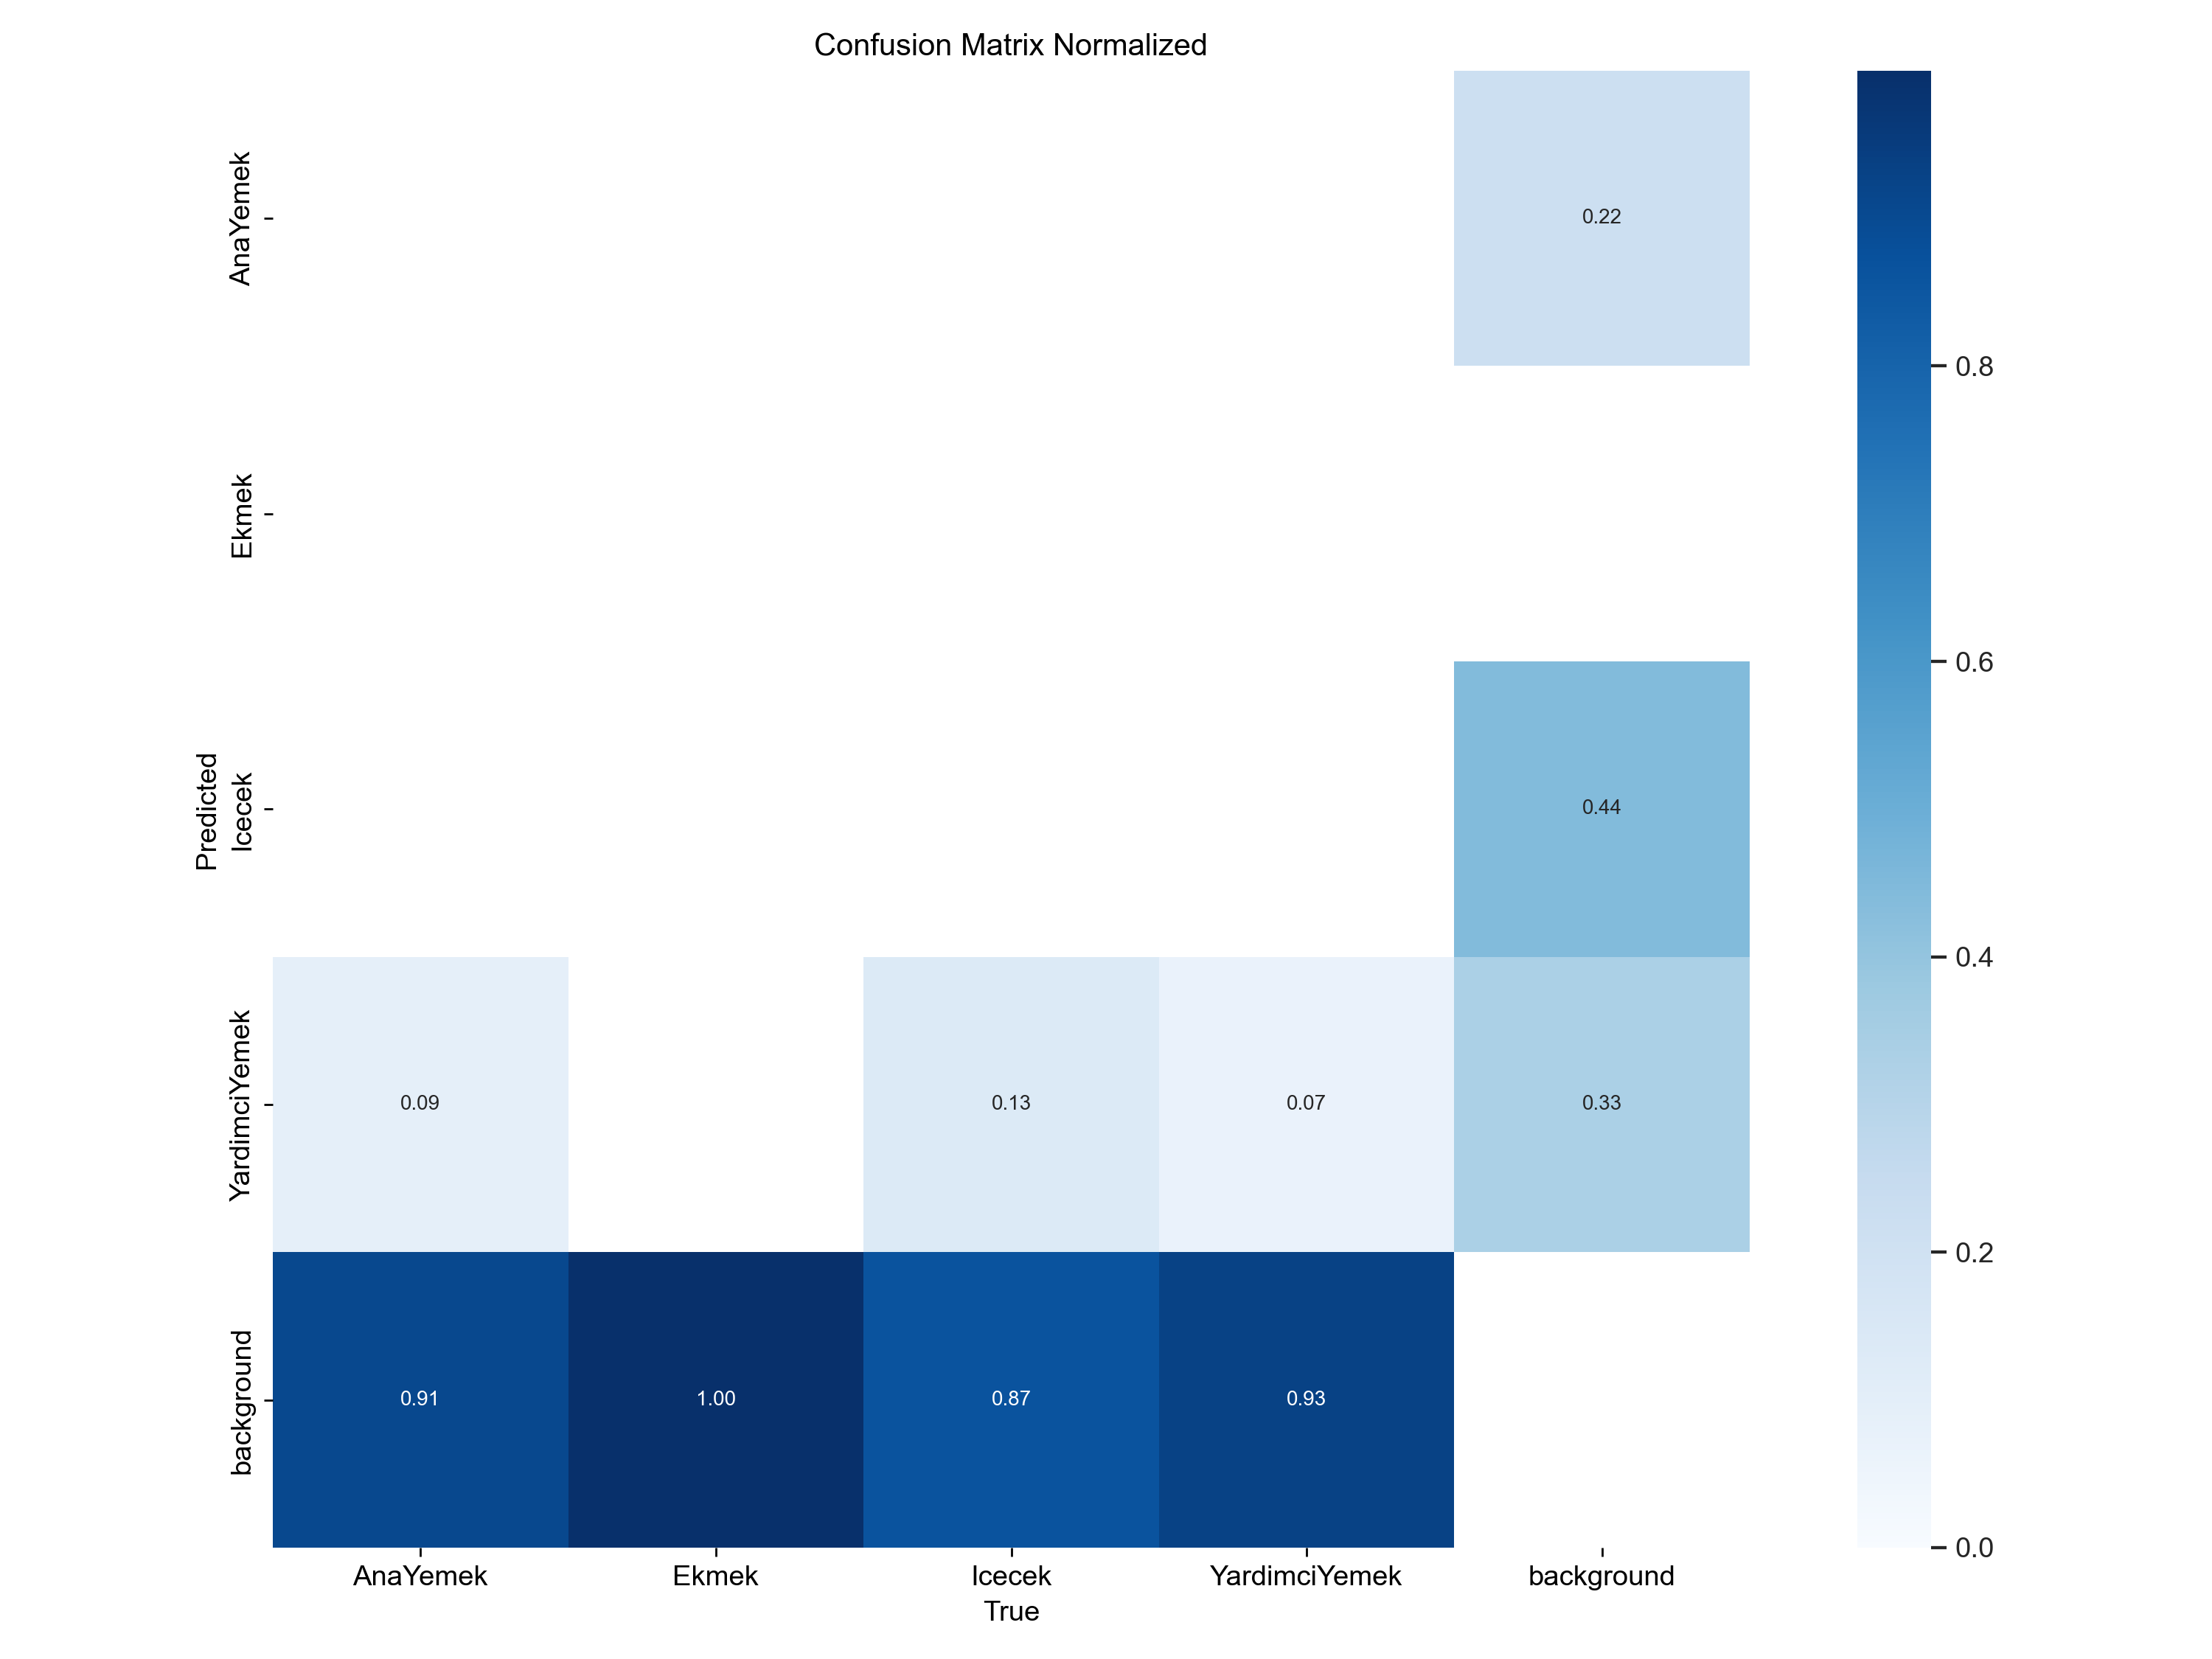 Confusion Matrix Normalized
AnaYemek
0.22
0.8
Ekmek
0.6
Predicted
Icecek
0.44
0.4
YardimciYemek
0.09
0.13
0.07
0.33
0.2
background
0.91
1.00
0.87
0.93
0.0
AnaYemek
Ekmek
Icecek
YardimciYemek
background
True